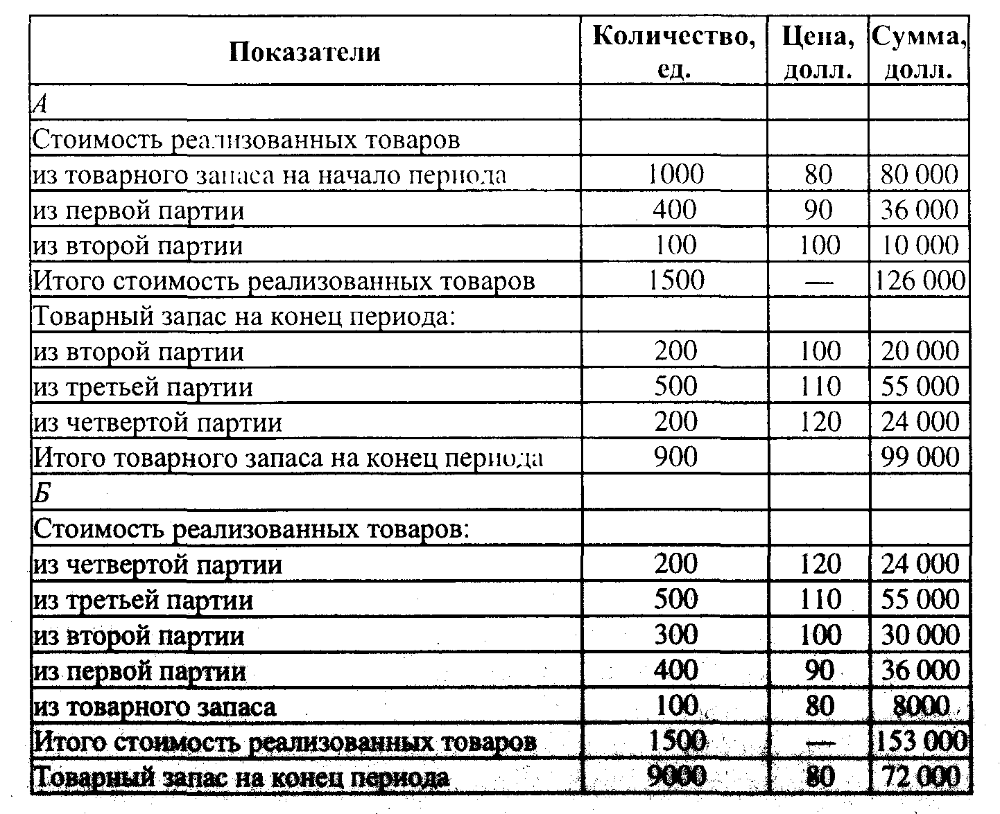 Показатели Количество, ед. Цена, долл. Сумма, долл.
А
Стоимость реализованных товаров
из товарного запаса на начало периода 1000 80 80 000
из первой партии 400 90 36 000
из второй партии 100 100 10 000
Итого стоимость реализованных товаров 1500 — 126 000
Товарный запас на конец периода:
из второй партии 200 100 20 000
из третьей партии 500 110 55 000
из четвертой партии 200 120 24 000
Итого товарного запаса на конец периода 900 99 000
Б
Стоимость реализованных товаров:
из четвертой партии 200 120 24 000
из третьей партии 500 110 55 000
из второй партии 300 100 30 000
из первой партии 400 90 36 000
из товарного запаса 100 80 8000
Итого стоимость реализованных товаров 1500 — 153 000
Товарный запас на конец периода 9000 80 72 000